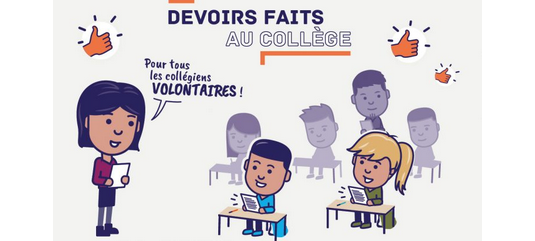 DEVOIRS FAITS
AU COLLÈGE
Pour tous
les collégiens
VOLONTAIRES !